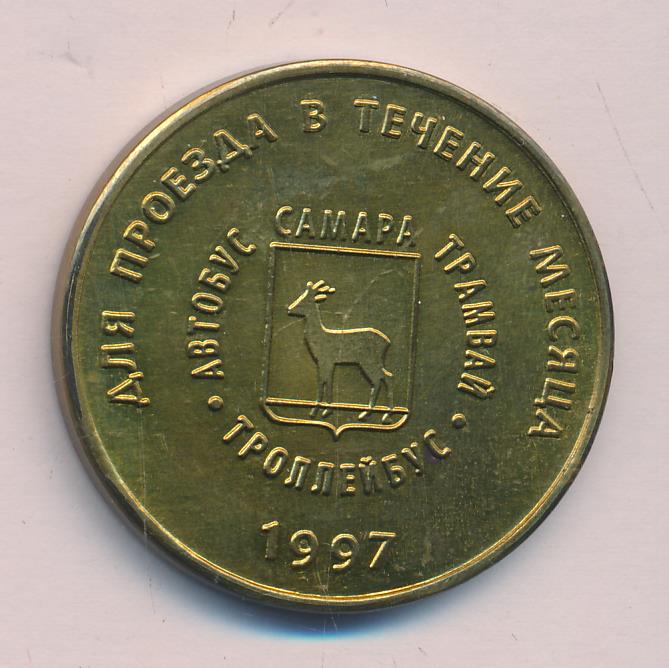 ДЛЯ ПРОЕЗДА В ТЕЧЕНИЕ МЕСЯЦА
САМАРА
· АВТОБУС ТРАМВАЙ ·
ТРОЛЛЕЙБУС
1997